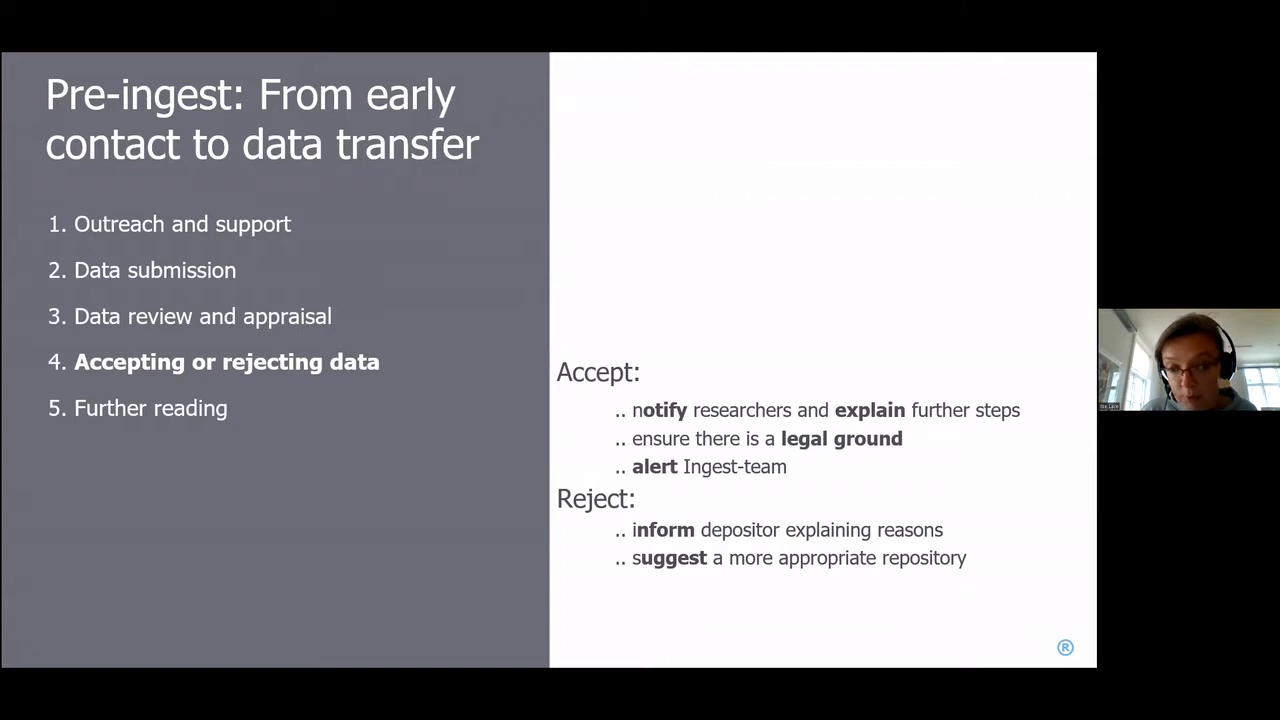 Pre-ingest: From early
contact to data transfer
1. Outreach and support
2. Data submission
3. Data review and appraisal
4. Accepting or rejecting data
5. Further reading
Accept:
.. notify researchers and explain further steps
.. ensure there is a legal ground
.. alert Ingest-team
Reject:
.. inform depositor explaining reasons
.. suggest a more appropriate repository
®